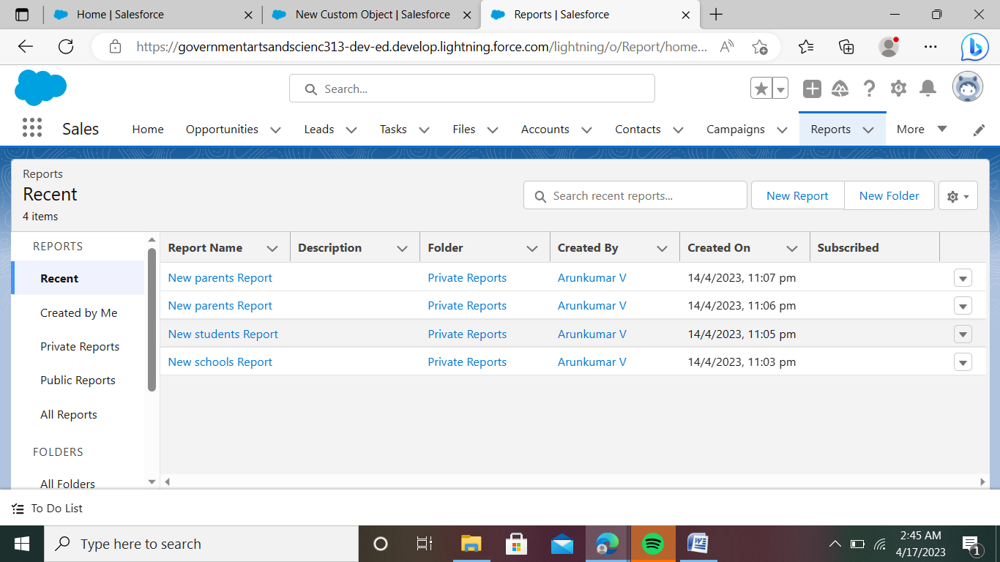 Home | Salesforce
New Custom Object | Salesforce
Reports | Salesforce
https://governmentartsandscienc313-dev-ed.develop.lightning.force.com/lightning/o/Report/home...
Search...
Sales
Home
Opportunities
Leads
Tasks
Files
Accounts
Contacts
Campaigns
Reports
More
Reports
Recent
4 items
Search recent reports...
New Report
New Folder
REPORTS
Recent
Created by Me
Private Reports
Public Reports
All Reports
FOLDERS
All Folders
Report Name Description Folder Created By Created On Subscribed
New parents Report Private Reports Arunkumar V 14/4/2023, 11:07 pm
New parents Report Private Reports Arunkumar V 14/4/2023, 11:06 pm
New students Report Private Reports Arunkumar V 14/4/2023, 11:05 pm
New schools Report Private Reports Arunkumar V 14/4/2023, 11:03 pm
To Do List
Type here to search
2:45 AM
4/17/2023
1